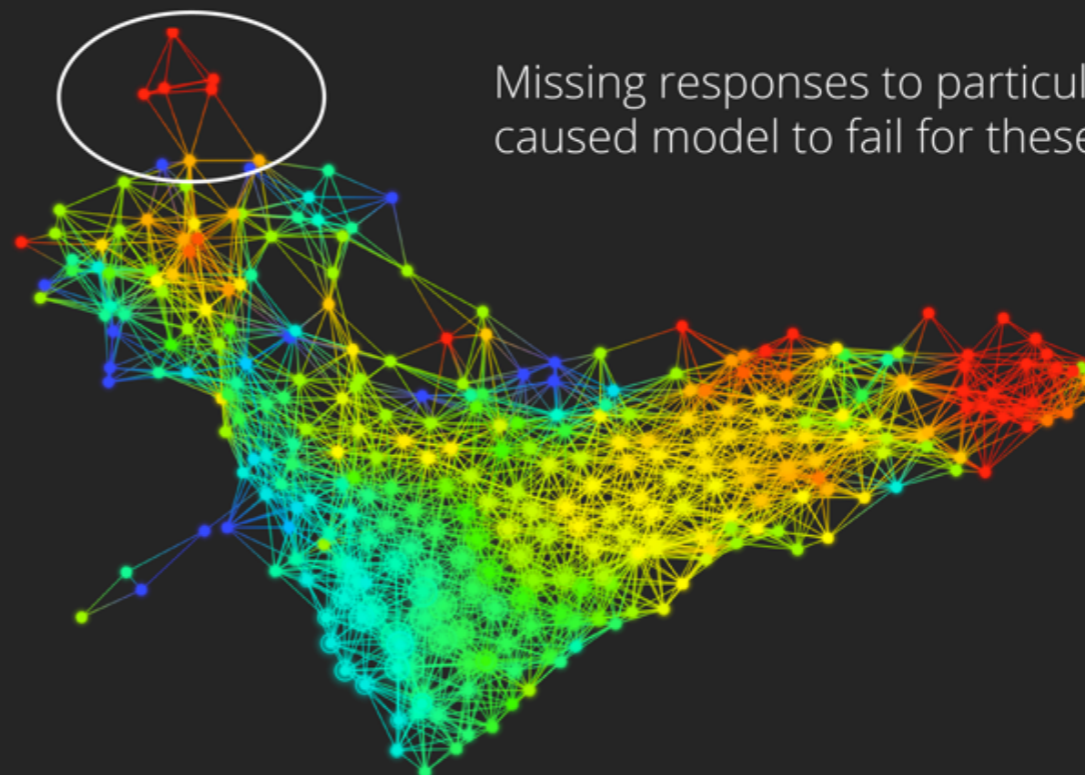 Missing responses to particul
caused model to fail for these